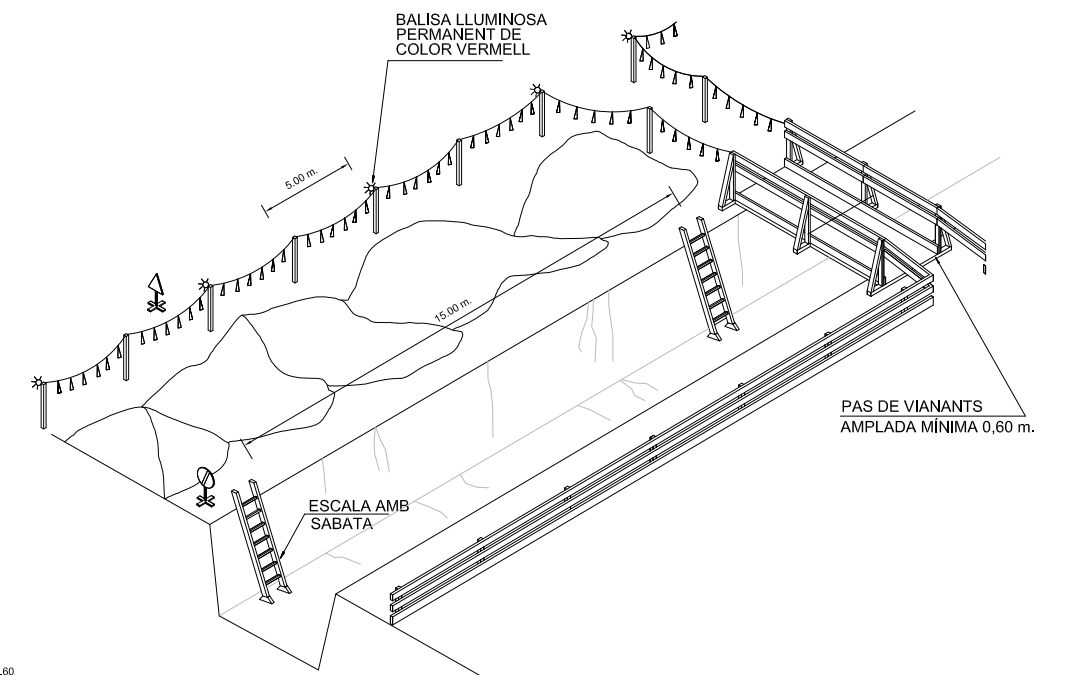 BALISA LLUMINOSA
PERMANENT DE
COLOR VERMELL
5.00 m.
15.00 m.
PAS DE VIANANTS
AMPLADA MÍNIMA 0,60 m.
ESCALA AMB
SABATA
.60